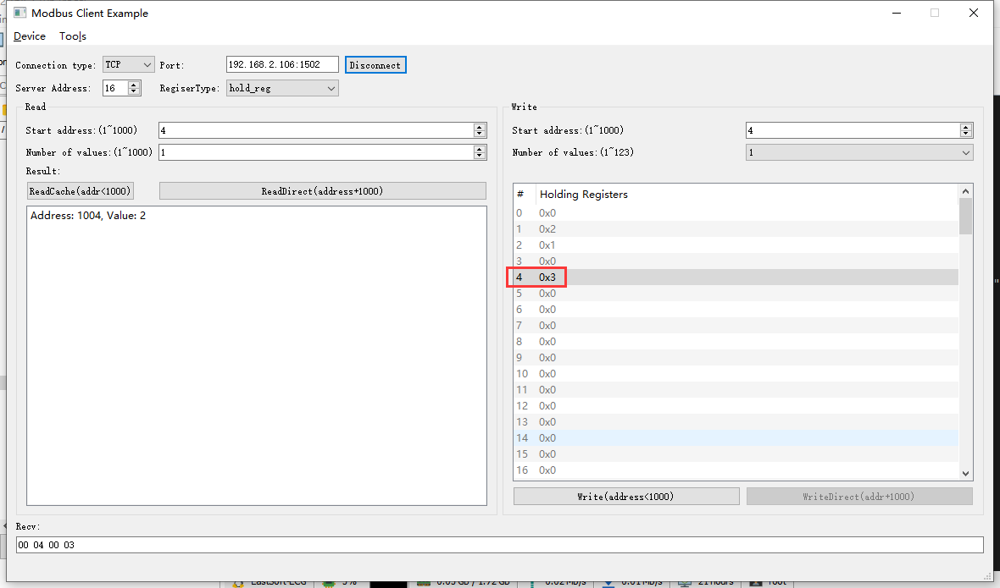 Modbus Client Example
Device Tools
Connection type: TCP Port: 192.168.2.106:1502 Disconnect
Server Address: 16 RegiserType: hold_reg
Read
Start address:(1~1000) 4
Number of values:(1~1000) 1
Result:
ReadCache(addr<1000) ReadDirect(address+1000)
Address: 1004, Value: 2
Write
Start address:(1~1000) 4
Number of values:(1~123) 1
# Holding Registers
0 0x0
1 0x2
2 0x1
3 0x0
4 0x3
5 0x0
6 0x0
7 0x0
8 0x0
9 0x0
10 0x0
11 0x0
12 0x0
13 0x0
14 0x0
15 0x0
16 0x0
Write(address<1000) WriteDirect(addr+1000)
Recv:
00 04 00 03